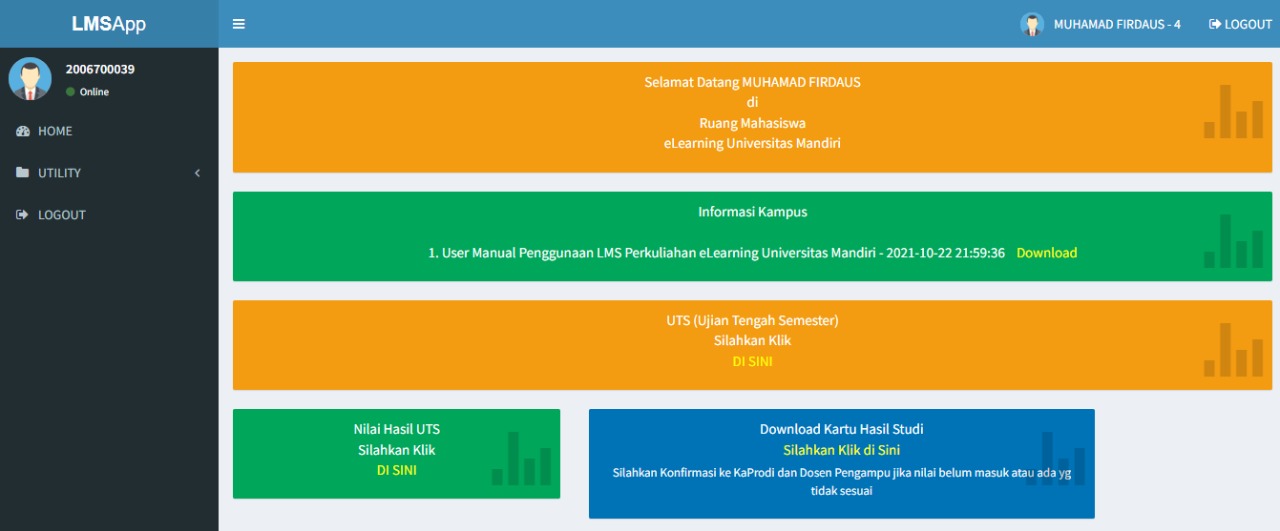 LMSApp
MUHAMAD FIRDAUS - 4
LOGOUT
2006700039
Online
HOME
UTILITY
LOGOUT
Selamat Datang MUHAMAD FIRDAUS
di
Ruang Mahasiswa
eLearning Universitas Mandiri
Informasi Kampus
1. User Manual Penggunaan LMS Perkuliahan eLearning Universitas Mandiri - 2021-10-22 21:59:36 Download
UTS (Ujian Tengah Semester)
Silahkan Klik
DI SINI
Nilai Hasil UTS
Silahkan Klik
DI SINI
Download Kartu Hasil Studi
Silahkan Klik di Sini
Silahkan Konfirmasi ke KaProdi dan Dosen Pengampu jika nilai belum masuk atau ada yg
tidak sesuai